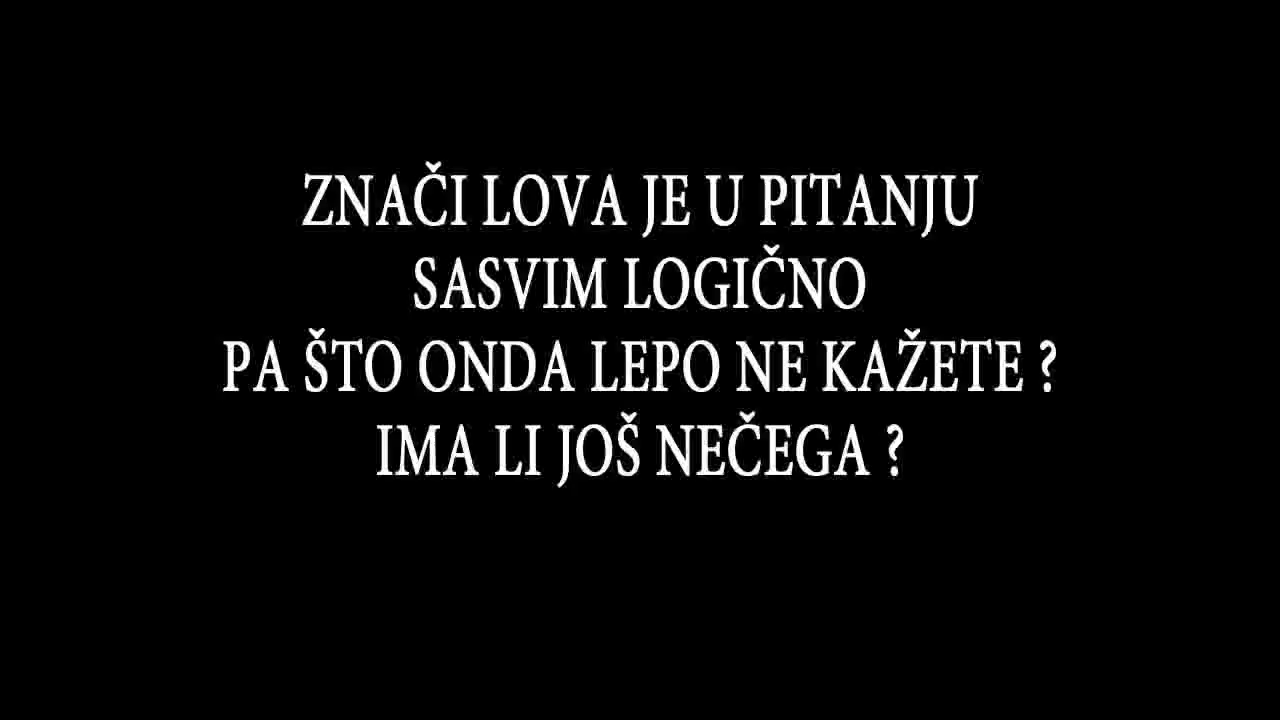 ZNAČI LOVA JE U PITANJU
SASVIM LOGIČNO
PA ŠTO ONDA LEPO NE KAŽETE ?
IMA LI JOŠ NEČEGA ?